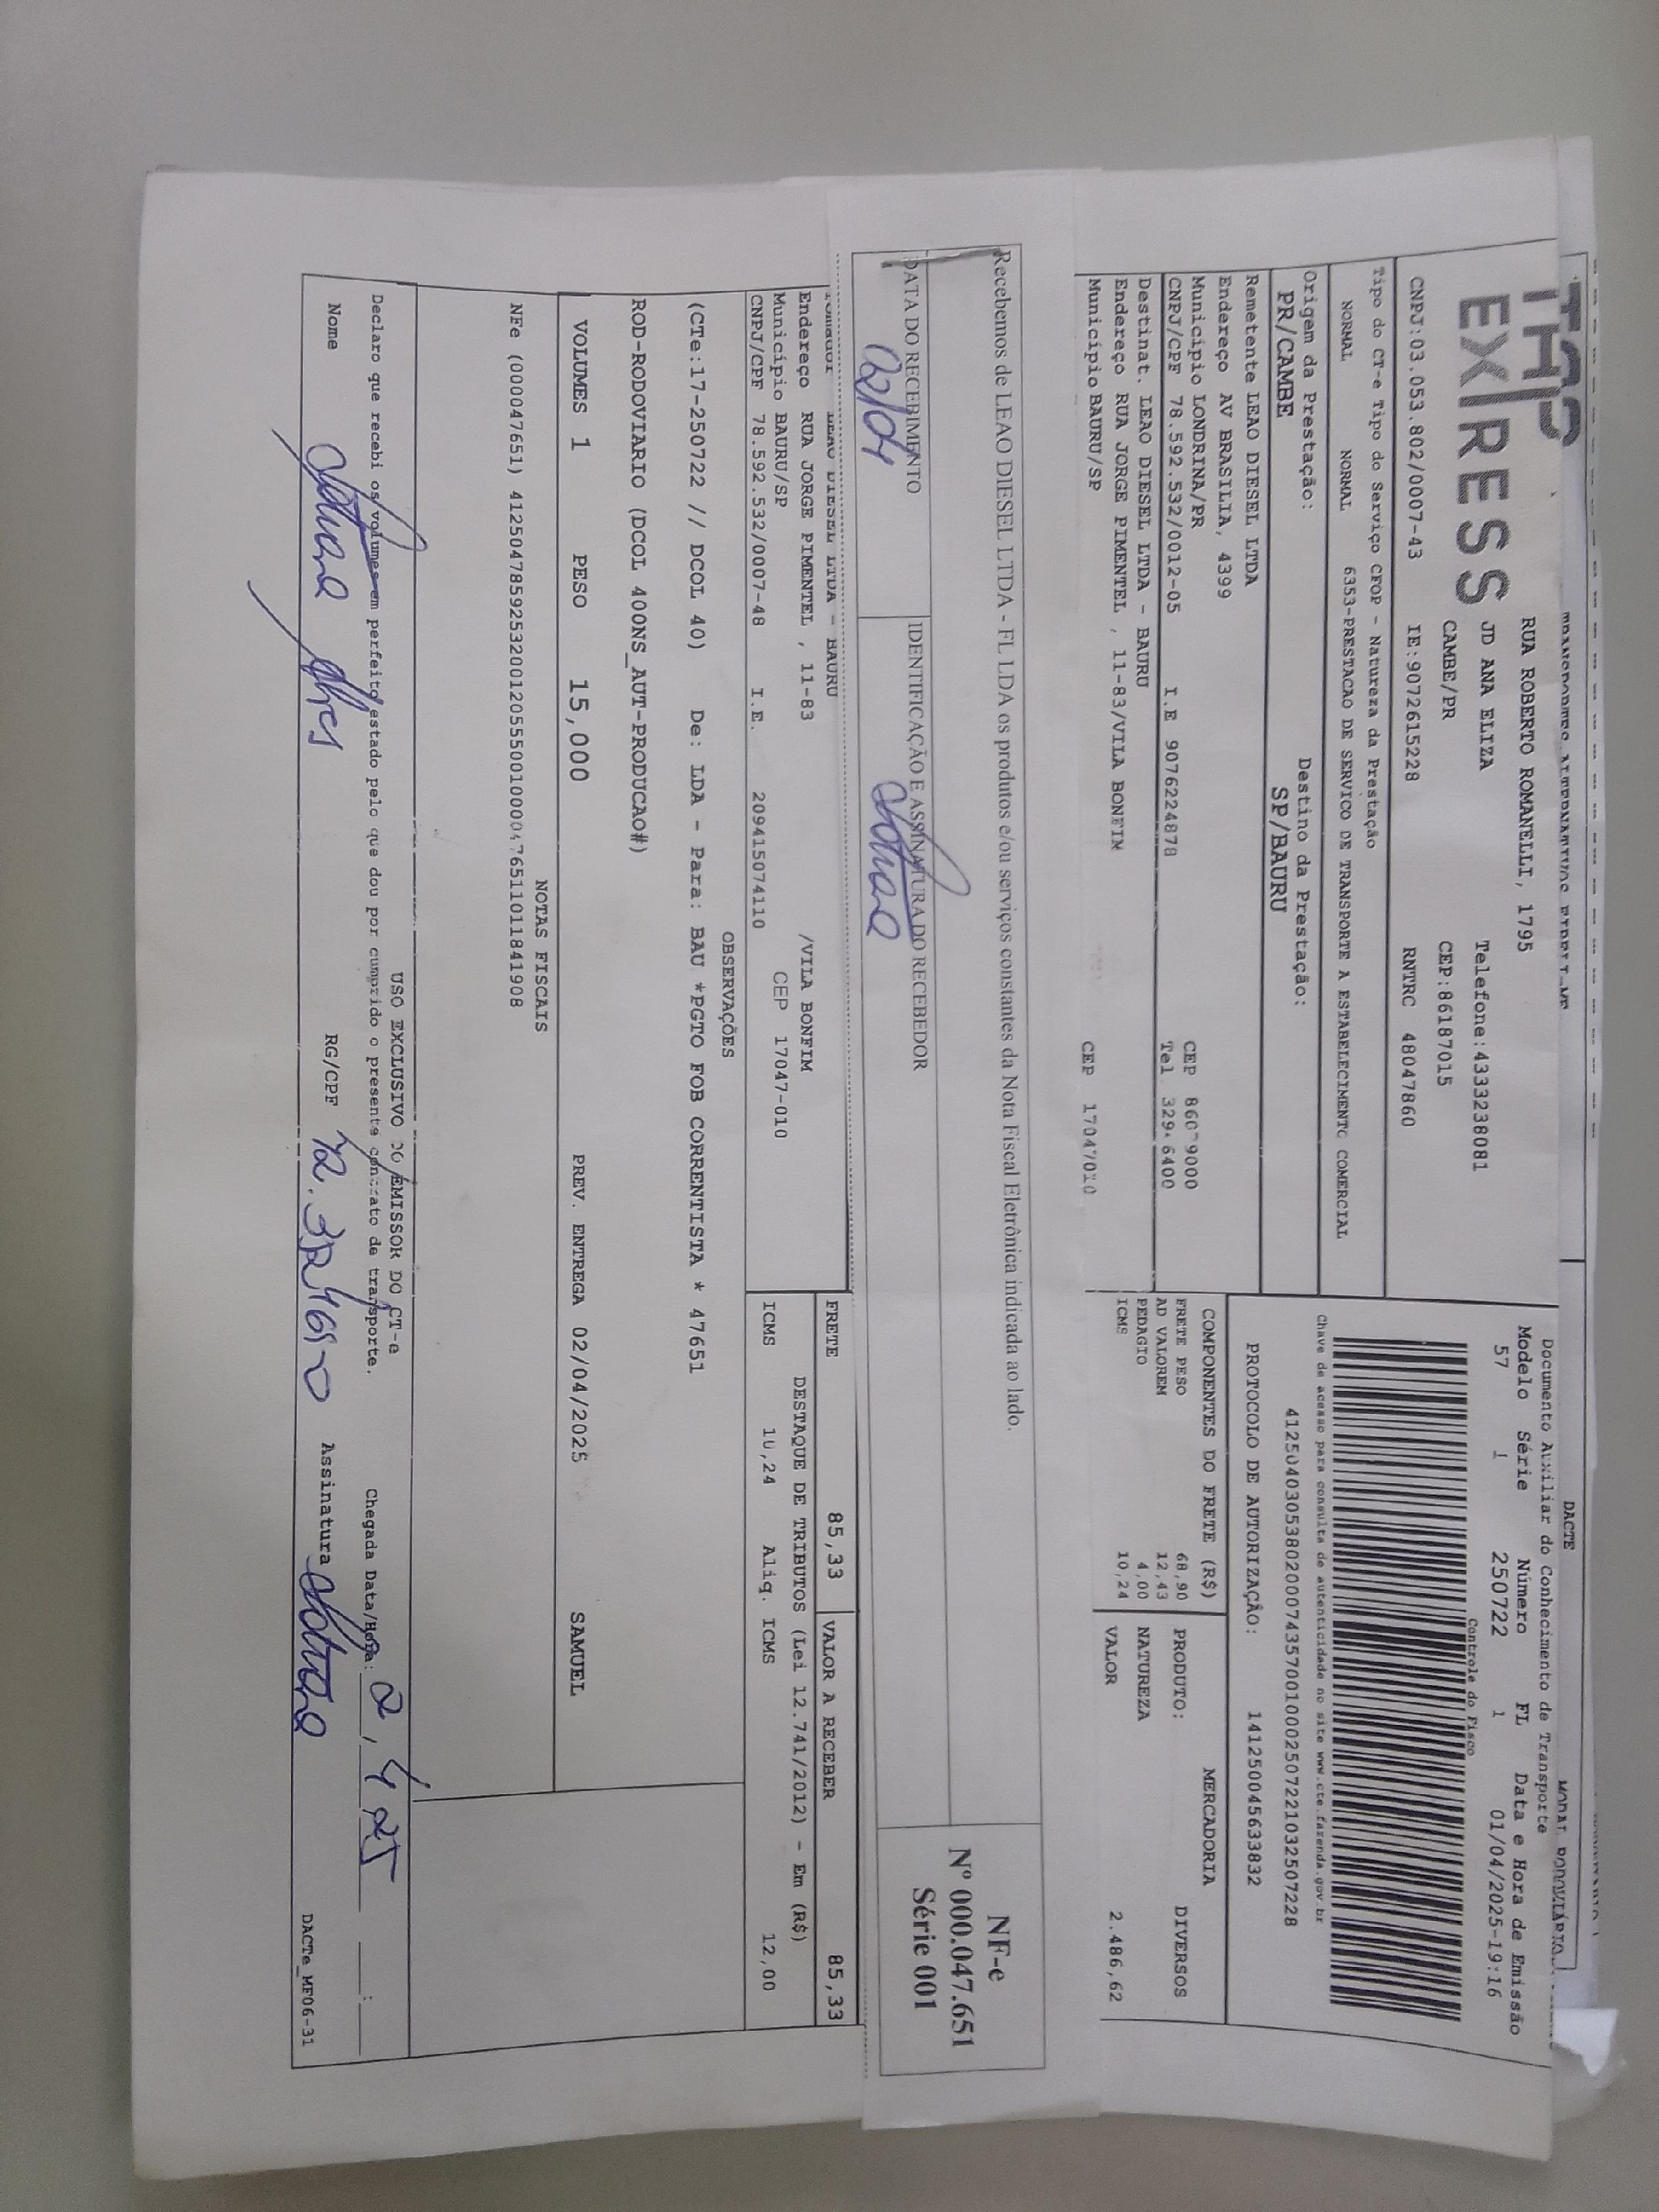 EXPRESS
RUA ROBERTO ROMANELLI, 1795
JD ANA ELIZA Telefone:4333238081
CAMBE/PR CEP:86187015
CNPJ:03.053.802/0007-43 IE:9072615228 RNTRC 48047860
Tipo do CT-e Tipo do Serviço CFOP - Natureza da Prestação
NORMAL NORMAL 6353-PRESTACAO DE SERVICO DE TRANSPORTE A ESTABELECIMENTO COMERCIAL
Origem da Prestação: Destino da Prestação:
PR/CAMBE SP/BAURU
Remetente LEAO DIESEL LTDA
Endereço AV BRASILIA, 4399
Município LONDRINA/PR CEP
CNPJ/CPF 78.592.532/0012-05 I.E 9076224878 Tel
Destinat. LEAO DIESEL LTDA - BAURU
Endereço RUA JORGE PIMENTEL , 11-83/VILA BONFIM
Município BAURU/SP CEP 17047010
DACTE
MODAL RODOVIÁRIO
Documento Auxiliar do Conhecimento de Transporte
Modelo Série Número FL Data e Hora de Emissão
57 1 250722 1 01/04/2025-19:16
Controle do Fisco
Chave de acesso para consulta de autenticidade no site www.cte.fazenda.gov.br
41250403053802000743570010002507221032507228
PROTOCOLO DE AUTORIZAÇÃO: 141250045633832
COMPONENTES DO FRETE (R$)
FRETE PESO 68,90
AD VALOREM 12,43
PEDAGIO 4,00
ICMS 10,24
MERCADORIA
PRODUTO: DIVERSOS
NATUREZA
VALOR 2.486,62
Recebemos de LEAO DIESEL LTDA - FL LDA os produtos e/ou serviços constantes da Nota Fiscal Eletrônica indicada ao lado.
DATA DO RECEBIMENTO IDENTIFICAÇÃO E ASSINATURA DO RECEBEDOR
02/04
NF-e
Nº 000.047.651
Série 001
Tomador LEAO DIESEL LTDA - BAURU
Endereço RUA JORGE PIMENTEL , 11-83 /VILA BONFIM
Município BAURU/SP CEP 17047-010
CNPJ/CPF 78.592.532/0007-48 I.E. 209415074110
FRETE 85,33 VALOR A RECEBER 85,33
DESTAQUE DE TRIBUTOS (Lei 12.741/2012) - Em (R$)
ICMS 10,24 Aliq. ICMS 12,00
OBSERVAÇÕES
(CTe:17-250722 // DCOL 40) De: LDA - Para: BAU *PGTO FOB CORRENTISTA * 47651
ROD-RODOVIARIO (DCOL 400NS_AUT-PRODUCAO#)
VOLUMES 1 PESO 15,000 PREV. ENTREGA 02/04/2025 SAMUEL
NOTAS FISCAIS
NFe (000047651) 41250478592532001205550010000476511011841908
USO EXCLUSIVO DO EMISSOR DO CT-e
Declaro que recebi os volumes em perfeito estado pelo que dou por cumprido o presente contrato de transporte.
Chegada Data/Hora: 2, 4 25
Nome RG/CPF Assinatura
DACTe_MF06-31